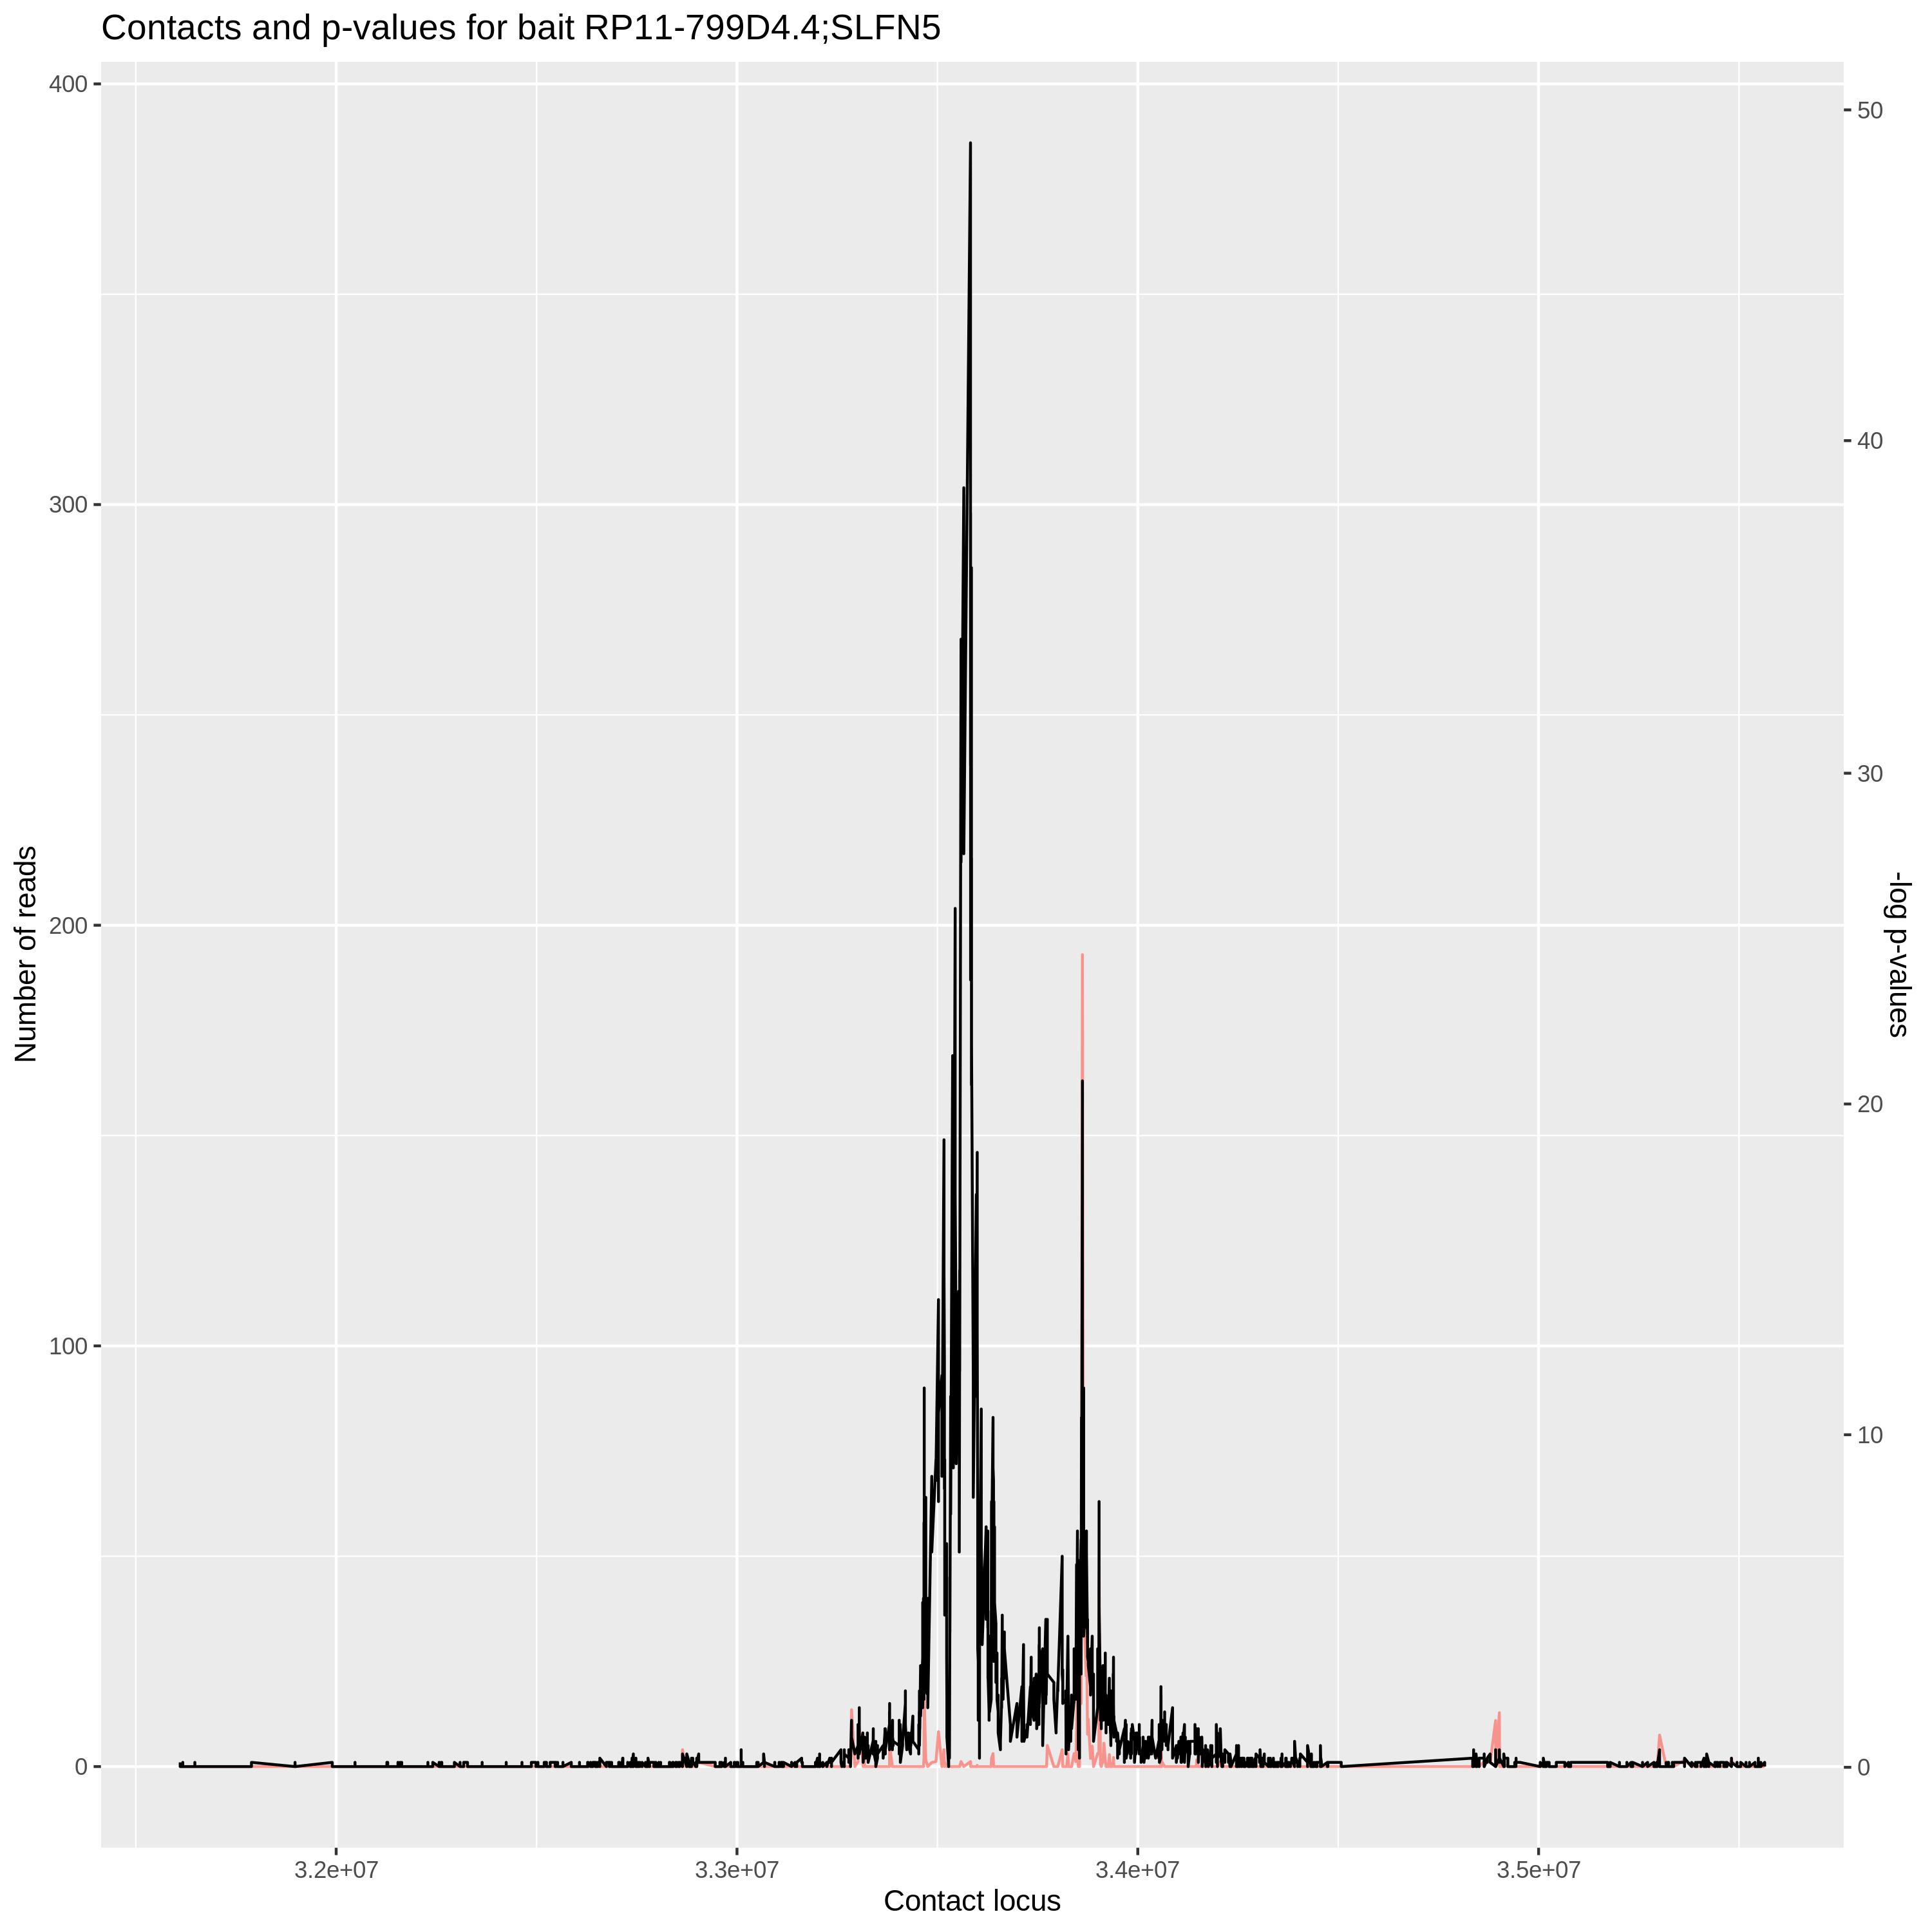 Contacts and p-values for bait RP11-799D4.4;SLFN5
400
300
200
100
0
Number of reads
50
40
30
20
10
0
-log p-values
3.2e+07
3.3e+07
3.4e+07
3.5e+07
Contact locus